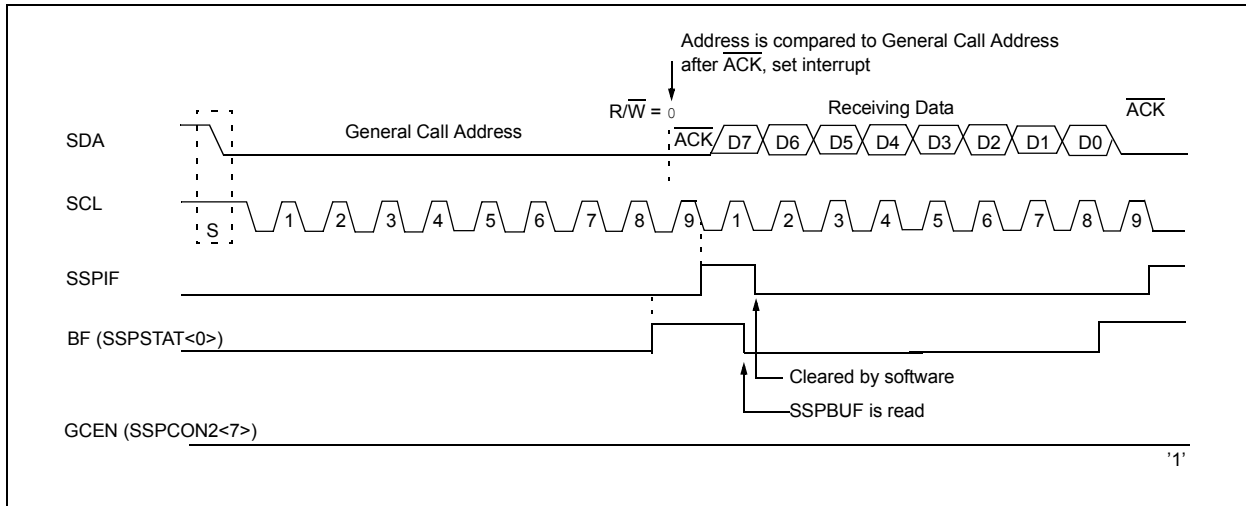 Address is compared to General Call Address
after ACK, set interrupt
R/W = 0
General Call Address
Receiving Data
ACK
SDA
ACK D7 D6 D5 D4 D3 D2 D1 D0
SCL
S
1 2 3 4 5 6 7 8 9 1 2 3 4 5 6 7 8 9
SSPIF
BF (SSPSTAT<0>)
Cleared by software
SSPBUF is read
GCEN (SSPCON2<7>)
'1'